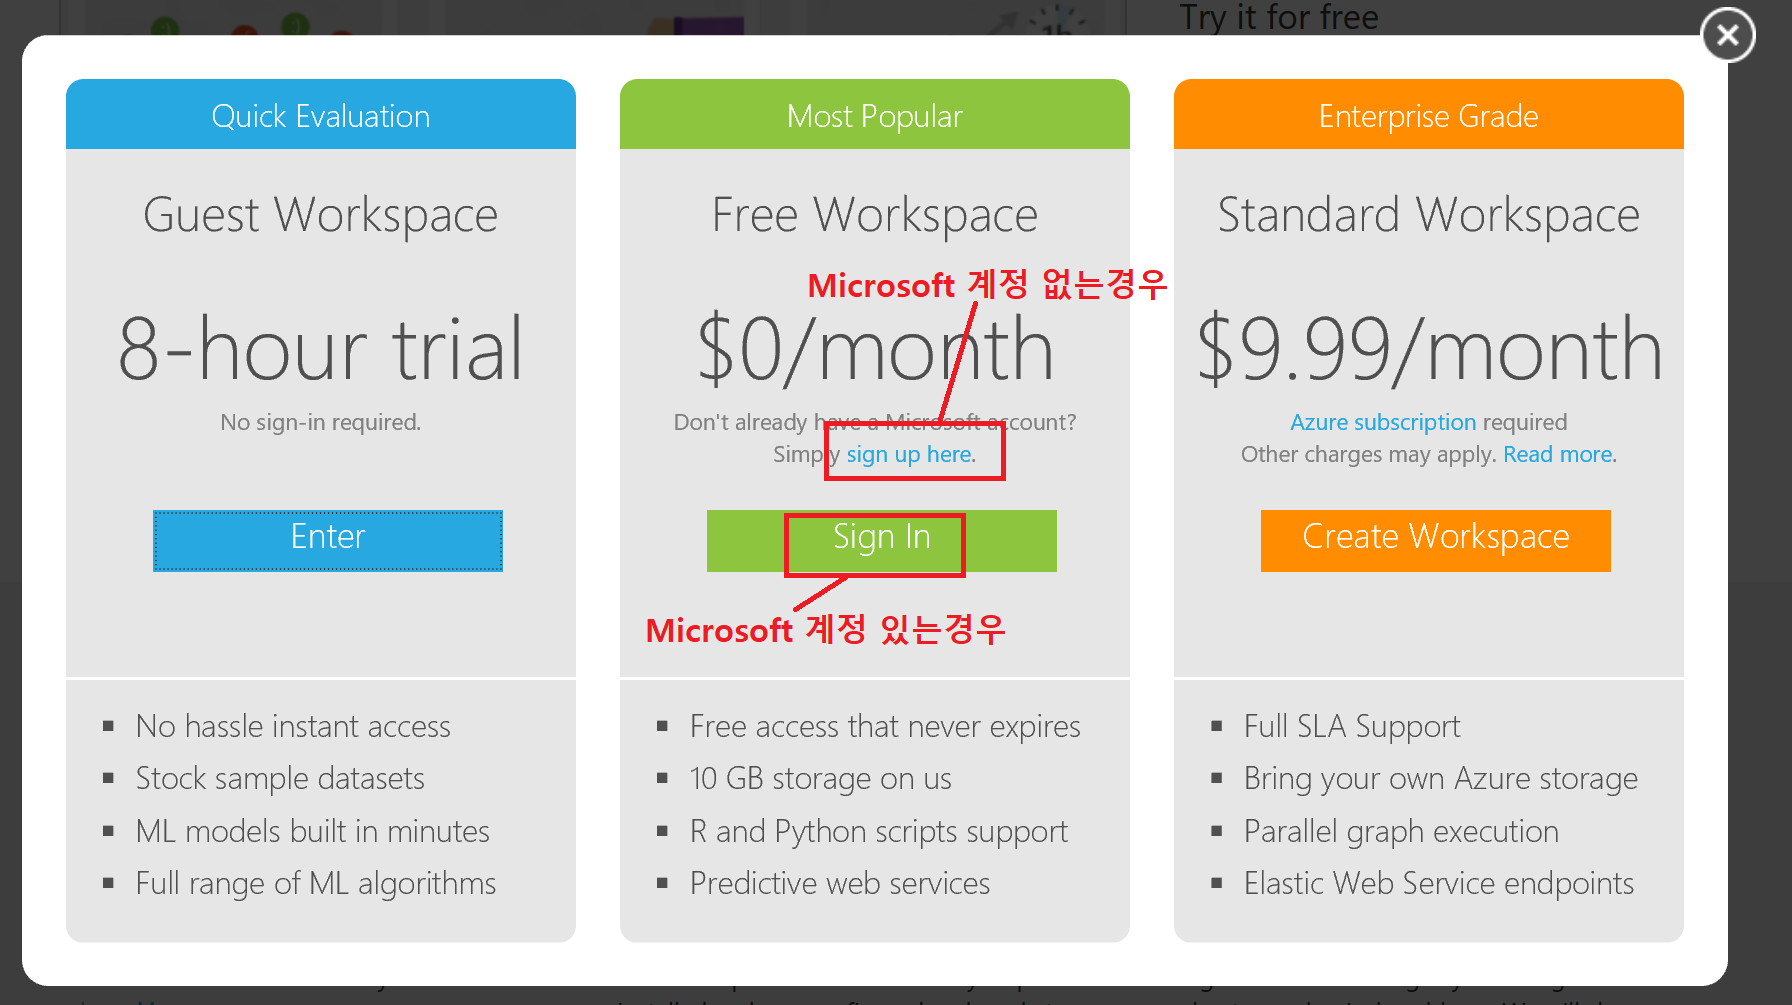 Try it for free
Quick Evaluation
Guest Workspace
8-hour trial
No sign-in required.
Enter
▪ No hassle instant access
▪ Stock sample datasets
▪ ML models built in minutes
▪ Full range of ML algorithms
Most Popular
Free Workspace
Microsoft 계정 없는경우
$0/month
Don't already have a Microsoft account?
Simply sign up here.
Sign In
Microsoft 계정 있는경우
▪ Free access that never expires
▪ 10 GB storage on us
▪ R and Python scripts support
▪ Predictive web services
Enterprise Grade
Standard Workspace
$9.99/month
Azure subscription required
Other charges may apply. Read more.
Create Workspace
▪ Full SLA Support
▪ Bring your own Azure storage
▪ Parallel graph execution
▪ Elastic Web Service endpoints